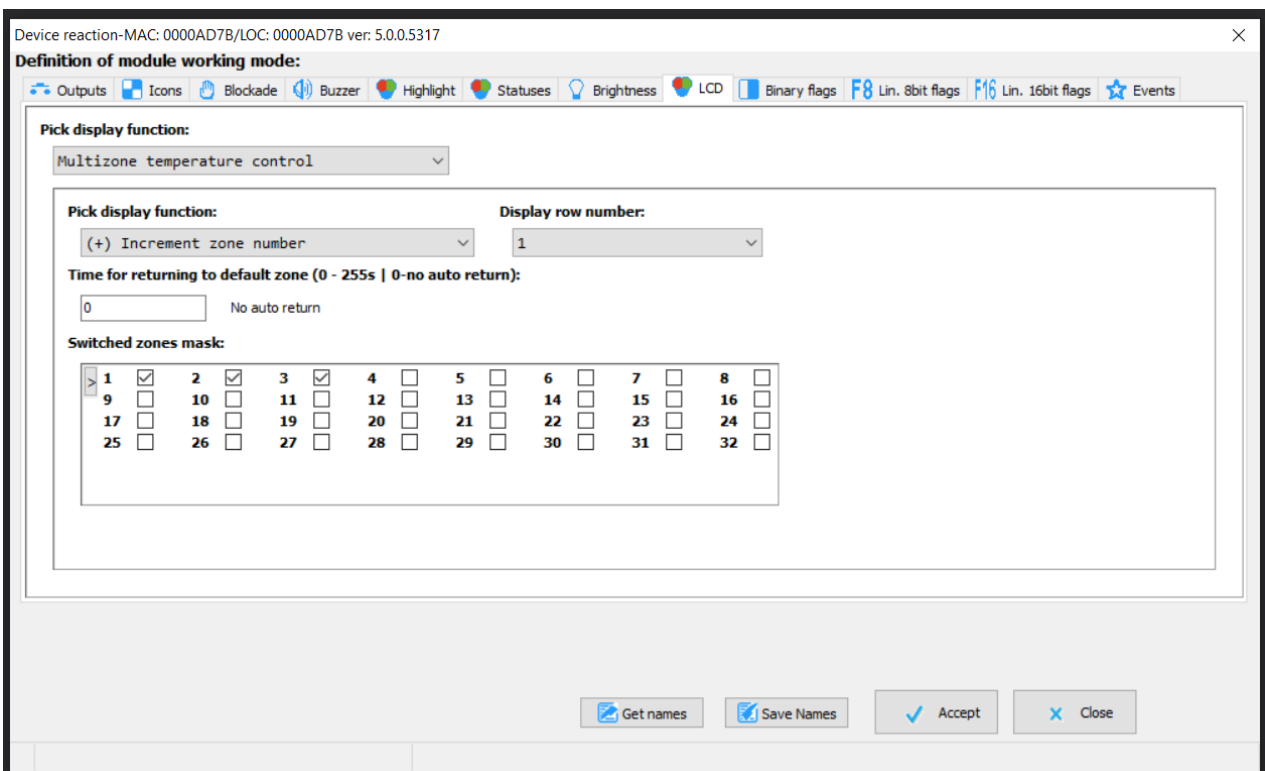 Device reaction-MAC: 0000AD7B/LOC: 0000AD7B ver: 5.0.0.5317
Definition of module working mode:
Outputs Icons Blockade Buzzer Highlight Statuses Brightness LCD Binary flags F8 Lin. 8bit flags F16 Lin. 16bit flags Events
Pick display function:
Multizone temperature control
Pick display function: Display row number:
(+) Increment zone number 1
Time for returning to default zone (0 - 255s | 0-no auto return):
0 No auto return
Switched zones mask:
> 1 2 3 4 5 6 7 8
9 10 11 12 13 14 15 16
17 18 19 20 21 22 23 24
25 26 27 28 29 30 31 32
Get names Save Names Accept Close